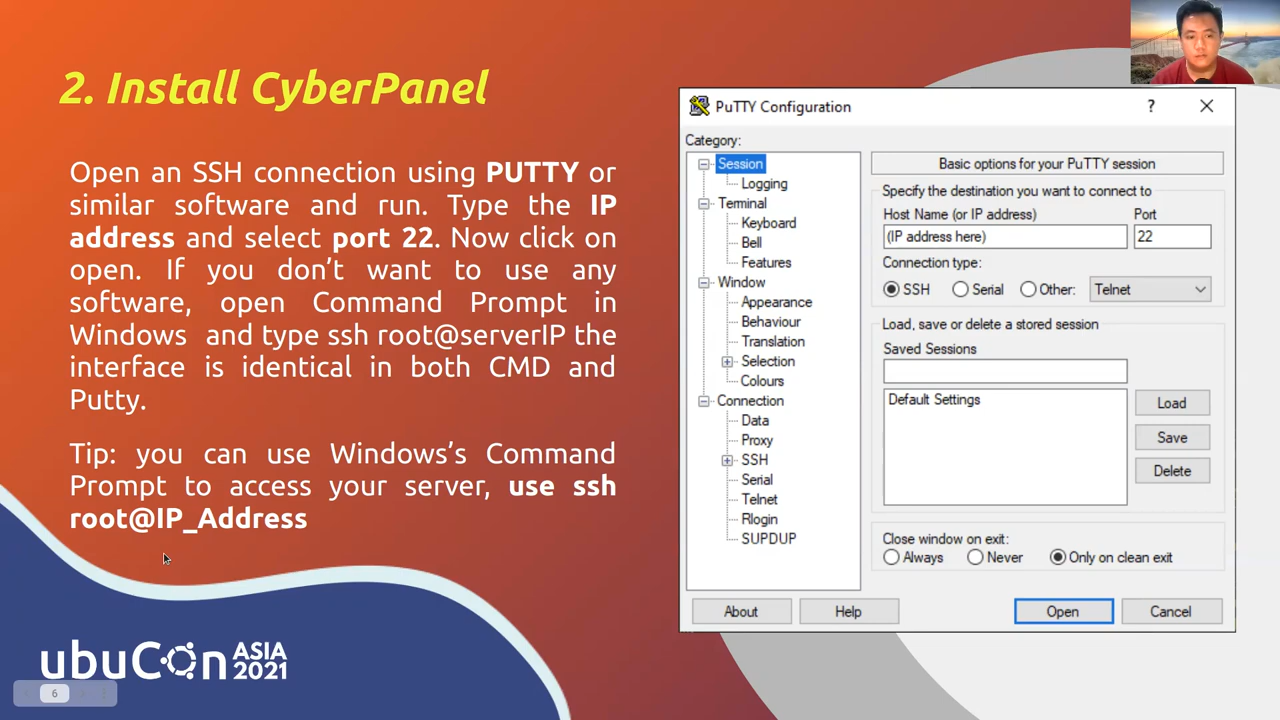 2. Install CyberPanel
Open an SSH connection using PUTTY or
similar software and run. Type the IP
address and select port 22. Now click on
open. If you don’t want to use any
software, open Command Prompt in
Windows and type ssh root@serverIP the
interface is identical in both CMD and
Putty.
Tip: you can use Windows’s Command
Prompt to access your server, use ssh
root@IP_Address
ubuCon ASIA 2021
6
PuTTY Configuration
?
Category:
Session
Logging
Terminal
Keyboard
Bell
Features
Window
Appearance
Behaviour
Translation
Selection
Colours
Connection
Data
Proxy
SSH
Serial
Telnet
Rlogin
SUPDUP
Basic options for your PuTTY session
Specify the destination you want to connect to
Host Name (or IP address) Port
(IP address here) 22
Connection type:
SSH Serial Other: Telnet
Load, save or delete a stored session
Saved Sessions
Default Settings
Load
Save
Delete
Close window on exit:
Always Never Only on clean exit
About Help Open Cancel